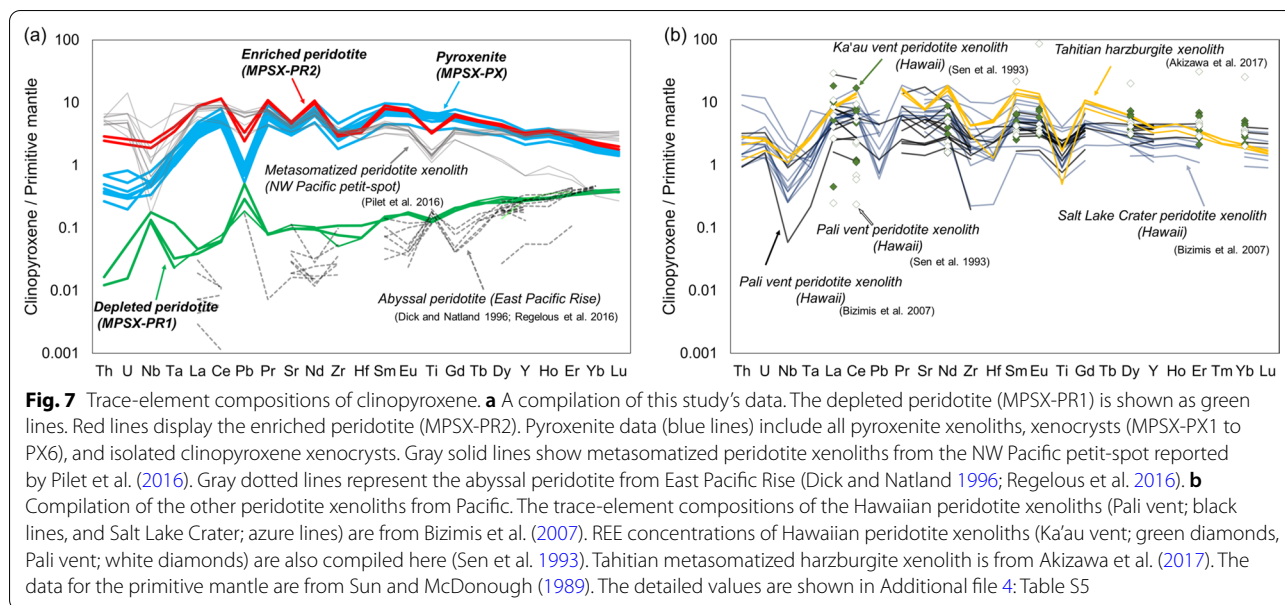 (a)
100
10
1
0.1
0.01
0.001
Clinopyroxene / Primitive mantle
Enriched peridotite
(MPSX-PR2)
Pyroxenite
(MPSX-PX)
Metasomatized peridotite xenolith
(NW Pacific petit-spot)
(Pilet et al. 2016)
Depleted peridotite
(MPSX-PR1)
Abyssal peridotite (East Pacific Rise)
(Dick and Natland 1996; Regelous et al. 2016)
Th U Nb Ta La Ce Pb Pr Sr Nd Zr Hf Sm Eu Ti Gd Tb Dy Y Ho Er Yb Lu
(b)
100
10
1
0.1
0.01
0.001
Clinopyroxene / Primitive mantle
Ka'au vent peridotite xenolith
(Hawaii) (Sen et al. 1993)
Tahitian harzburgite xenolith
(Akizawa et al. 2017)
Salt Lake Crater peridotite xenolith
(Hawaii)
(Bizimis et al. 2007)
Pali vent peridotite xenolith
(Hawaii)
(Sen et al. 1993)
Pali vent peridotite xenolith
(Hawaii)
(Bizimis et al. 2007)
Th U Nb Ta La Ce Pb Pr Sr Nd Zr Hf Sm Eu Ti Gd Tb Dy Y Ho Er Tm Yb Lu
Fig. 7 Trace-element compositions of clinopyroxene. a A compilation of this study's data. The depleted peridotite (MPSX-PR1) is shown as green
lines. Red lines display the enriched peridotite (MPSX-PR2). Pyroxenite data (blue lines) include all pyroxenite xenoliths, xenocrysts (MPSX-PX1 to
PX6), and isolated clinopyroxene xenocrysts. Gray solid lines show metasomatized peridotite xenoliths from the NW Pacific petit-spot reported
by Pilet et al. (2016). Gray dotted lines represent the abyssal peridotite from East Pacific Rise (Dick and Natland 1996; Regelous et al. 2016). b
Compilation of the other peridotite xenoliths from Pacific. The trace-element compositions of the Hawaiian peridotite xenoliths (Pali vent; black
lines, and Salt Lake Crater; azure lines) are from Bizimis et al. (2007). REE concentrations of Hawaiian peridotite xenoliths (Ka'au vent; green diamonds,
Pali vent; white diamonds) are also compiled here (Sen et al. 1993). Tahitian metasomatized harzburgite xenolith is from Akizawa et al. (2017). The
data for the primitive mantle are from Sun and McDonough (1989). The detailed values are shown in Additional file 4: Table S5